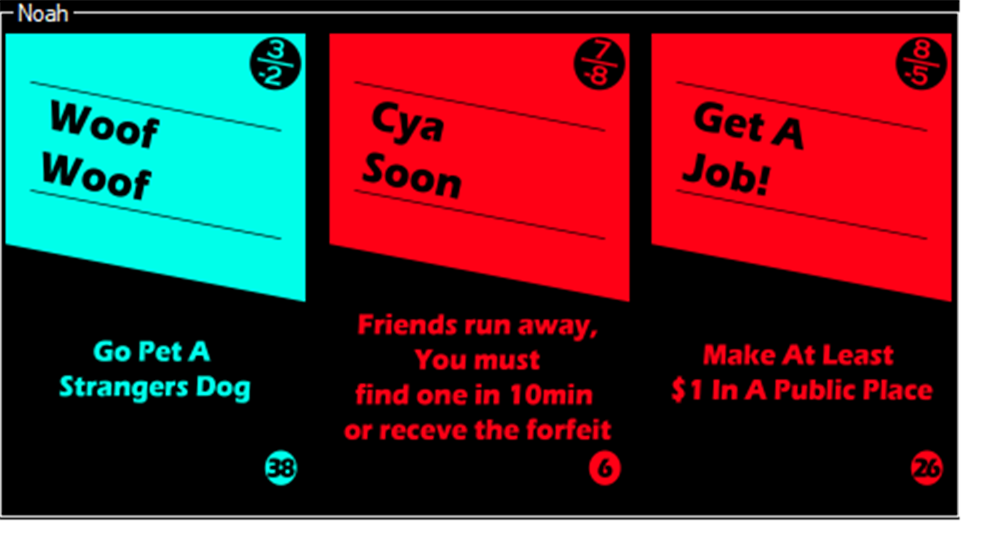 Noah
3
-2
Woof
Woof
Go Pet A
Strangers Dog
38
7
-8
Cya
Soon
Friends run away,
You must
find one in 10min
or receve the forfeit
6
8
-5
Get A
Job!
Make At Least
$1 In A Public Place
26